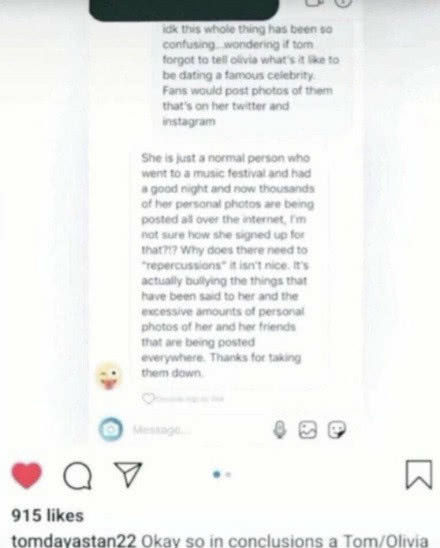 idk this whole thing has been so
confusing...wondering if tom
forgot to tell olivia what's it like to
be dating a famous celebrity.
Fans would post photos of them
that's on her twitter and
instagram
She is just a normal person who
went to a music festival and had
a good night and now thousands
of her personal photos are being
posted all over the internet, I'm
not sure how she signed up for
that?!? Why does there need to
"repercussions" it isn't nice. It's
actually bullying the things that
have been said to her and the
excessive amounts of personal
photos of her and her friends
that are being posted
everywhere. Thanks for taking
them down.
Message...
915 likes
tomdayastan22 Okay so in conclusions a Tom/Olivia